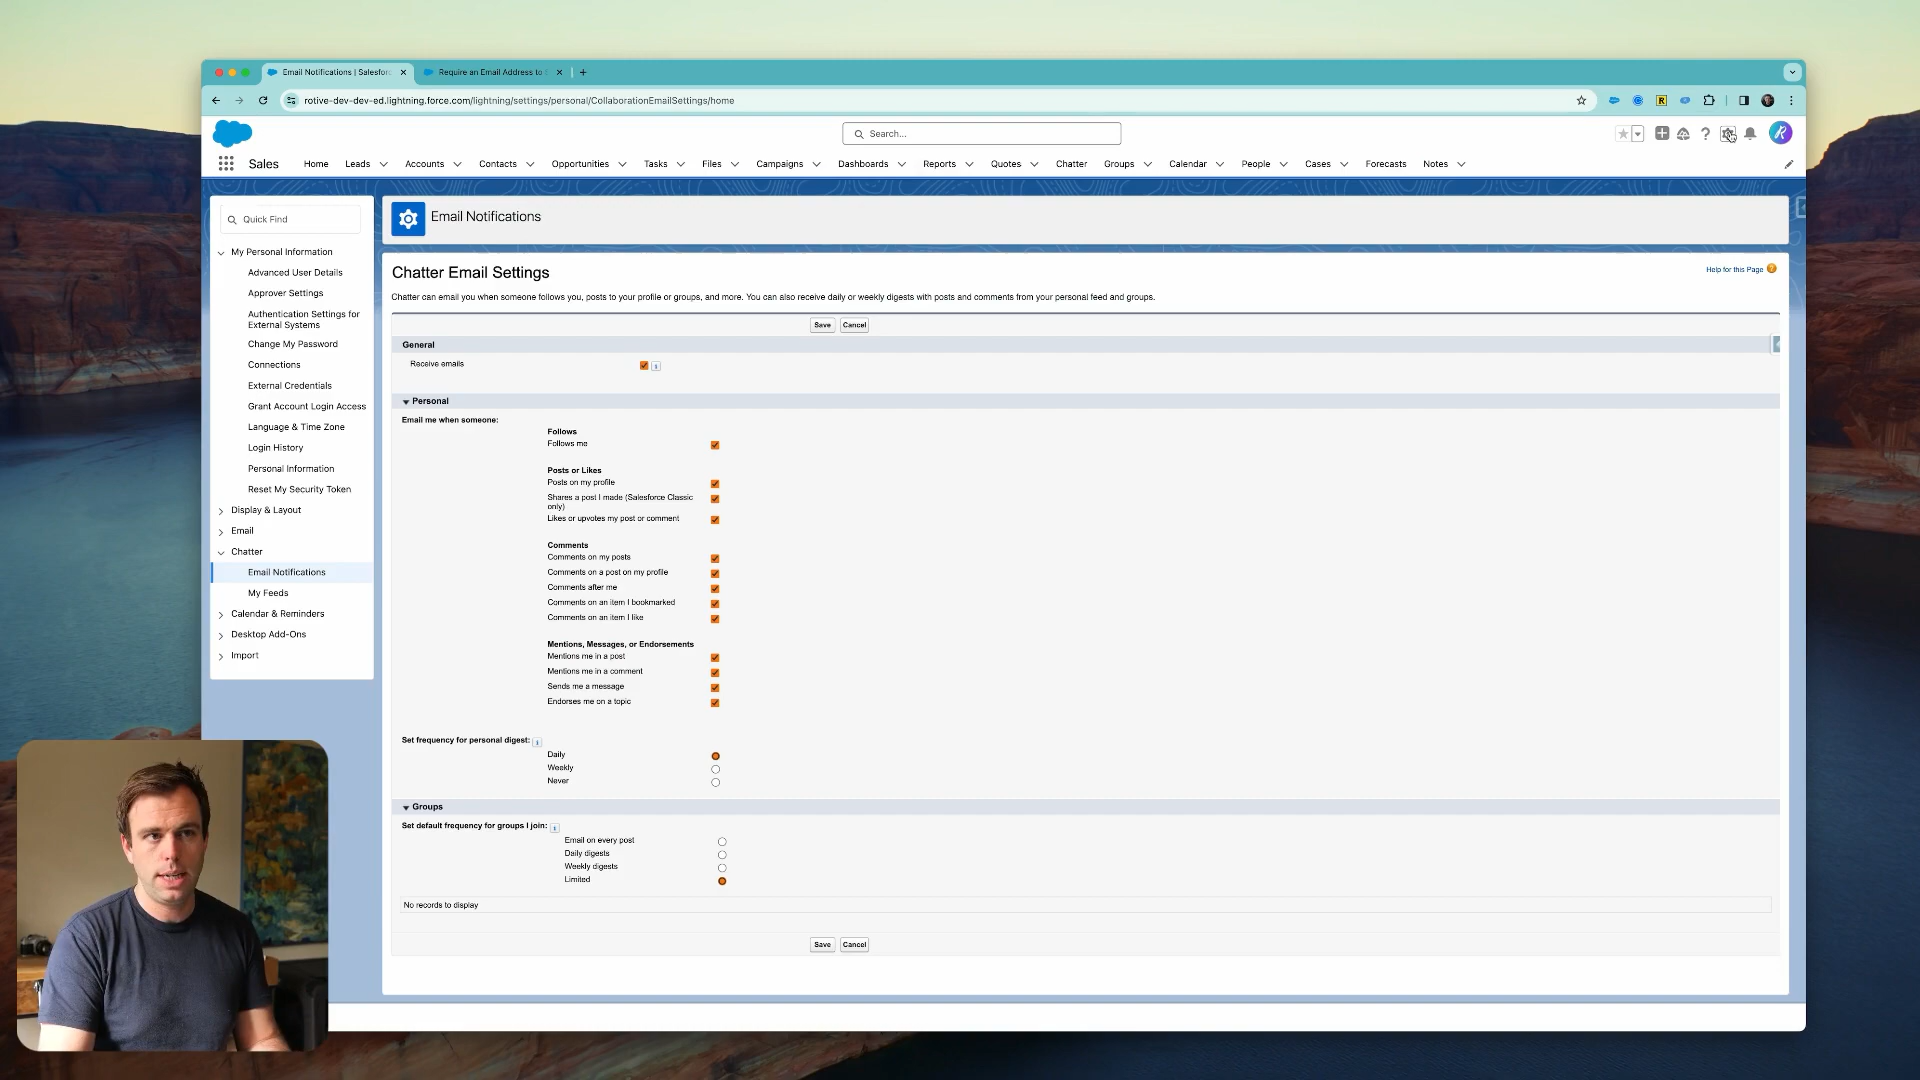 Email Notifications | Salesforc
Require an Email Address to
rotive-dev-dev-ed.lightning.force.com/lightning/settings/personal/CollaborationEmailSettings/home
Search...
Sales
Home
Leads
Accounts
Contacts
Opportunities
Tasks
Files
Campaigns
Dashboards
Reports
Quotes
Chatter
Groups
Calendar
People
Cases
Forecasts
Notes
Quick Find
My Personal Information
Advanced User Details
Approver Settings
Authentication Settings for
External Systems
Change My Password
Connections
External Credentials
Grant Account Login Access
Language & Time Zone
Login History
Personal Information
Reset My Security Token
Display & Layout
Email
Chatter
Email Notifications
My Feeds
Calendar & Reminders
Desktop Add-Ons
Import
Email Notifications
Chatter Email Settings
Help for this Page
Chatter can email you when someone follows you, posts to your profile or groups, and more. You can also receive daily or weekly digests with posts and comments from your personal feed and groups.
Save Cancel
General
Receive emails
Personal
Email me when someone:
Follows
Follows me
Posts or Likes
Posts on my profile
Shares a post I made (Salesforce Classic
only)
Likes or upvotes my post or comment
Comments
Comments on my posts
Comments on a post on my profile
Comments after me
Comments on an item I bookmarked
Comments on an item I like
Mentions, Messages, or Endorsements
Mentions me in a post
Mentions me in a comment
Sends me a message
Endorses me on a topic
Set frequency for personal digest:
Daily
Weekly
Never
Groups
Set default frequency for groups I join:
Email on every post
Daily digests
Weekly digests
Limited
No records to display
Save Cancel